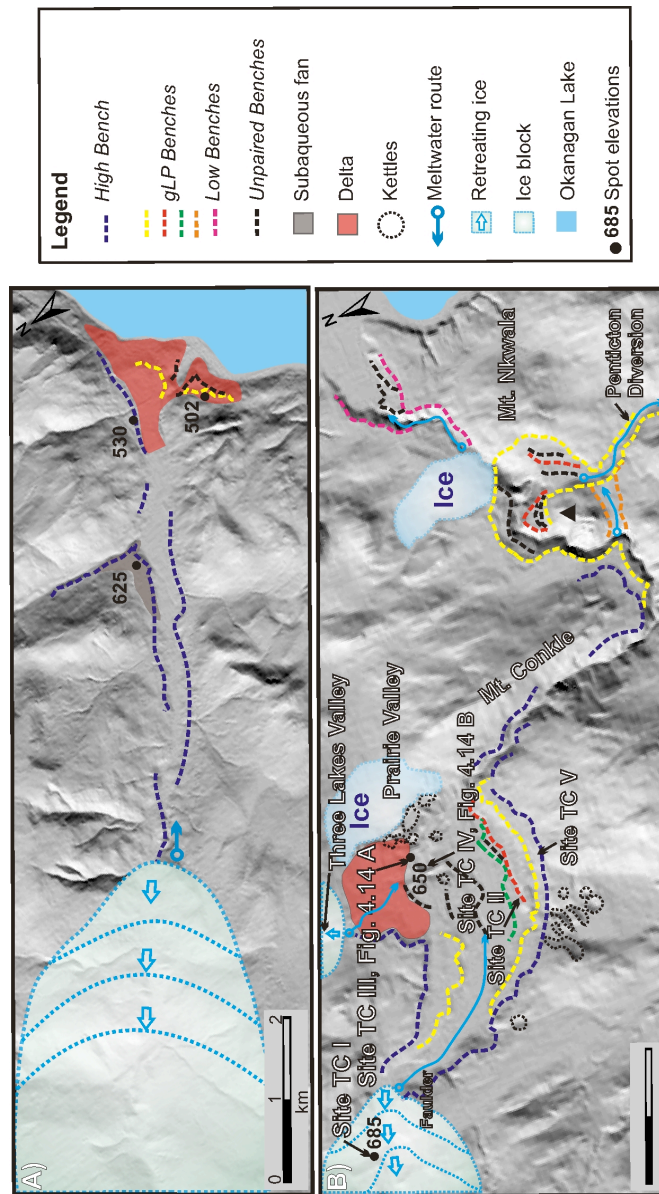 A)
N
625
530
502
0
1
2
km
B)
Site TC I
Site TC III, Fig. 4.14 A
Three Lakes Valley
Ice
Prairie Valley
685
650
Site TC IV, Fig. 4.14 B
Site TC II
Site TC V
Faulder
Mt. Conkle
Ice
Mt. Nkwala
Penticton
Diversion
N
Legend
High Bench
gLP Benches
Low Benches
Unpaired Benches
Subaqueous fan
Delta
Kettles
Meltwater route
Retreating ice
Ice block
Okanagan Lake
685 Spot elevations